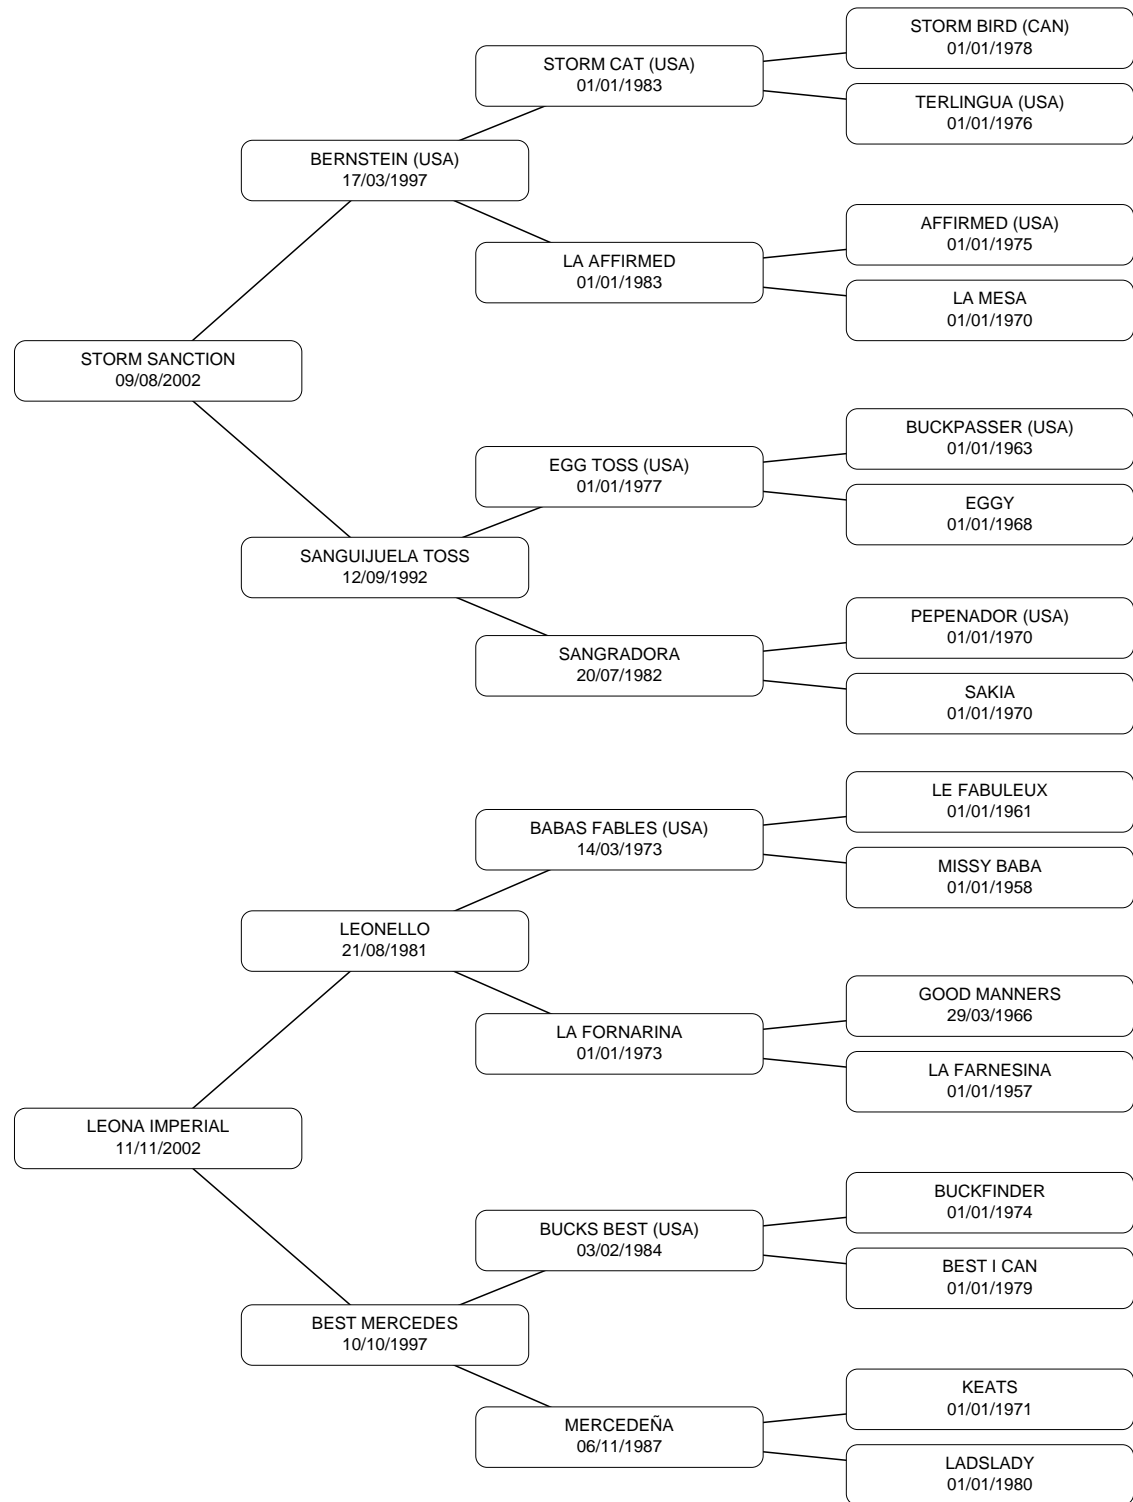 STORM BIRD (CAN)
01/01/1978
STORM CAT (USA)
01/01/1983
TERLINGUA (USA)
01/01/1976
BERNSTEIN (USA)
17/03/1997
AFFIRMED (USA)
01/01/1975
LA AFFIRMED
01/01/1983
LA MESA
01/01/1970
STORM SANCTION
09/08/2002
BUCKPASSER (USA)
01/01/1963
EGG TOSS (USA)
01/01/1977
EGGY
01/01/1968
SANGUIJUELA TOSS
12/09/1992
PEPENADOR (USA)
01/01/1970
SANGRADORA
20/07/1982
SAKIA
01/01/1970
LE FABULEUX
01/01/1961
BABAS FABLES (USA)
14/03/1973
MISSY BABA
01/01/1958
LEONELLO
21/08/1981
GOOD MANNERS
29/03/1966
LA FORNARINA
01/01/1973
LA FARNESINA
01/01/1957
LEONA IMPERIAL
11/11/2002
BUCKFINDER
01/01/1974
BUCKS BEST (USA)
03/02/1984
BEST I CAN
01/01/1979
BEST MERCEDES
10/10/1997
KEATS
01/01/1971
MERCEDEÑA
06/11/1987
LADSLADY
01/01/1980